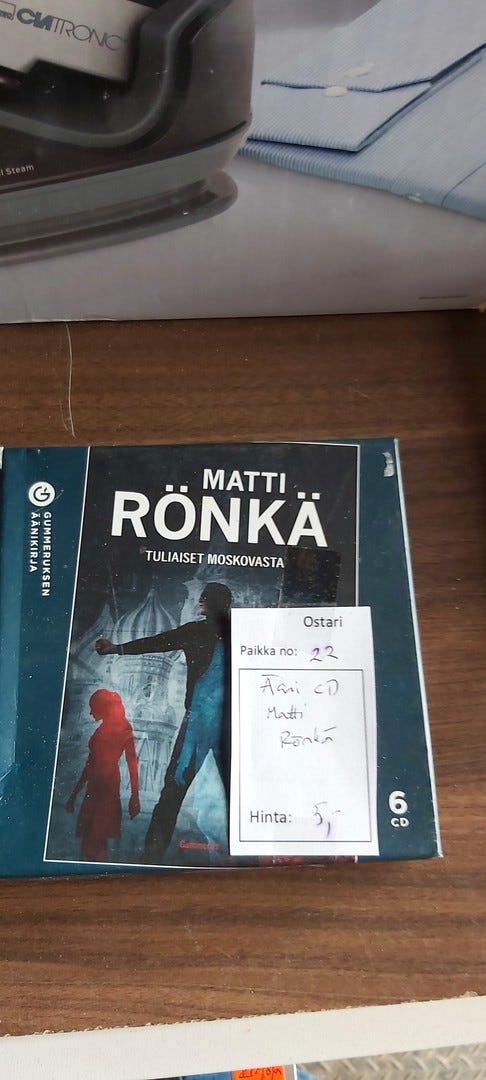 CLATRONIC
l Steam
GUMMERUKSEN
ÄÄNIKIRJA
MATTI
RÖNKÄ
TULIAISET MOSKOVASTA
Ostari
Paikka no: 22
Ääni CD
Matti
Rönkä
Hinta: 5,-
Gummerus
6
CD